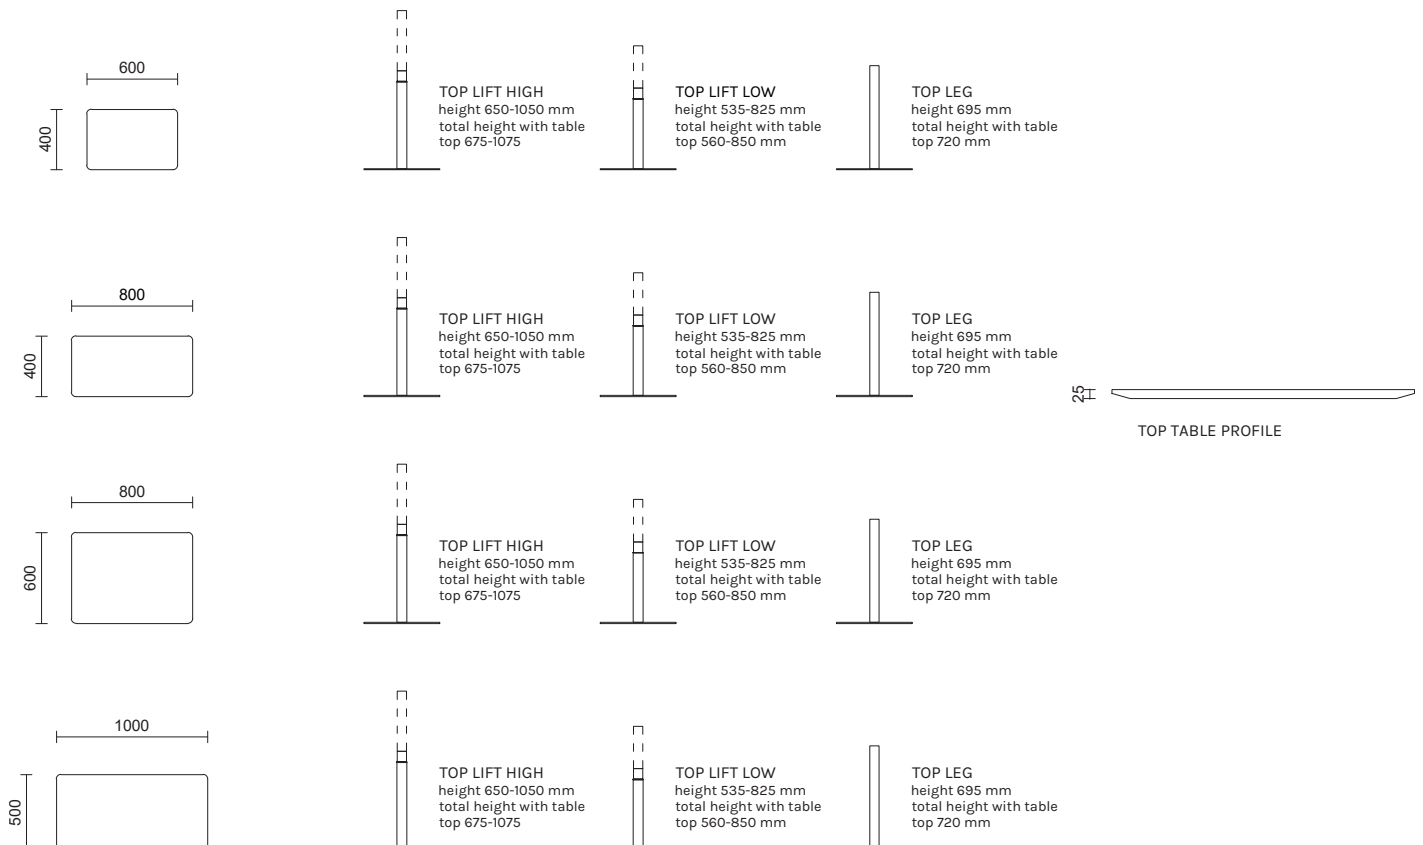 600
400
TOP LIFT HIGH
height 650-1050 mm
total height with table
top 675-1075
TOP LIFT LOW
height 535-825 mm
total height with table
top 560-850 mm
TOP LEG
height 695 mm
total height with table
top 720 mm
800
400
TOP LIFT HIGH
height 650-1050 mm
total height with table
top 675-1075
TOP LIFT LOW
height 535-825 mm
total height with table
top 560-850 mm
TOP LEG
height 695 mm
total height with table
top 720 mm
25
TOP TABLE PROFILE
800
600
TOP LIFT HIGH
height 650-1050 mm
total height with table
top 675-1075
TOP LIFT LOW
height 535-825 mm
total height with table
top 560-850 mm
TOP LEG
height 695 mm
total height with table
top 720 mm
1000
500
TOP LIFT HIGH
height 650-1050 mm
total height with table
top 675-1075
TOP LIFT LOW
height 535-825 mm
total height with table
top 560-850 mm
TOP LEG
height 695 mm
total height with table
top 720 mm